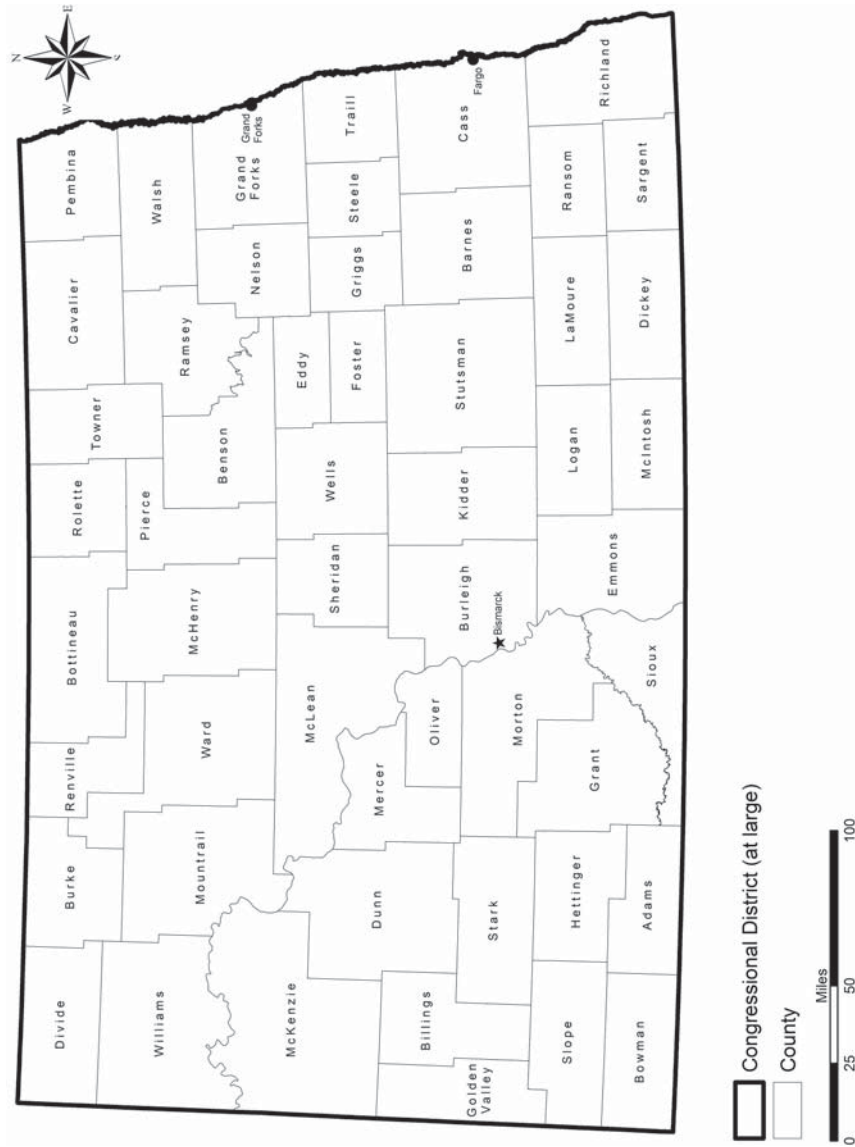 N
W
E
S
Divide
Burke
Renville
Bottineau
Rolette
Towner
Cavalier
Pembina
Williams
Mountrail
Ward
McHenry
Pierce
Benson
Ramsey
Walsh
Nelson
Grand
Forks
Grand
Forks
McKenzie
Dunn
Mercer
McLean
Sheridan
Wells
Eddy
Foster
Griggs
Steele
Traill
Golden
Valley
Billings
Stark
Oliver
Morton
Burleigh
Bismarck
Kidder
Stutsman
Barnes
Cass
Fargo
Slope
Hettinger
Grant
Bowman
Adams
Sioux
Emmons
Logan
McIntosh
LaMoure
Dickey
Ransom
Sargent
Richland
Congressional District (at large)
County
Miles
0
25
50
100